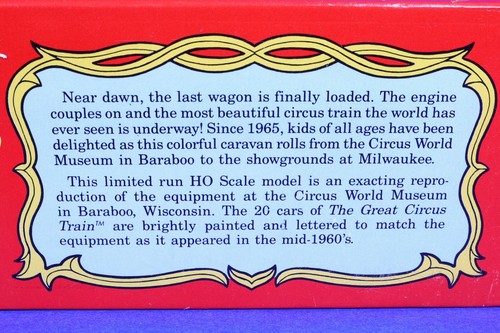 Near dawn, the last wagon is finally loaded. The engine
couples on and the most beautiful circus train the world has
ever seen is underway! Since 1965, kids of all ages have been
delighted as this colorful caravan rolls from the Circus World
Museum in Baraboo to the showgrounds at Milwaukee.
This limited run HO Scale model is an exacting repro-
duction of the equipment at the Circus World Museum
in Baraboo, Wisconsin. The 20 cars of The Great Circus
Train™ are brightly painted and lettered to match the
equipment as it appeared in the mid-1960's.